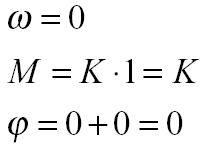 ω = 0
M = K · 1 = K
φ = 0 + 0 = 0